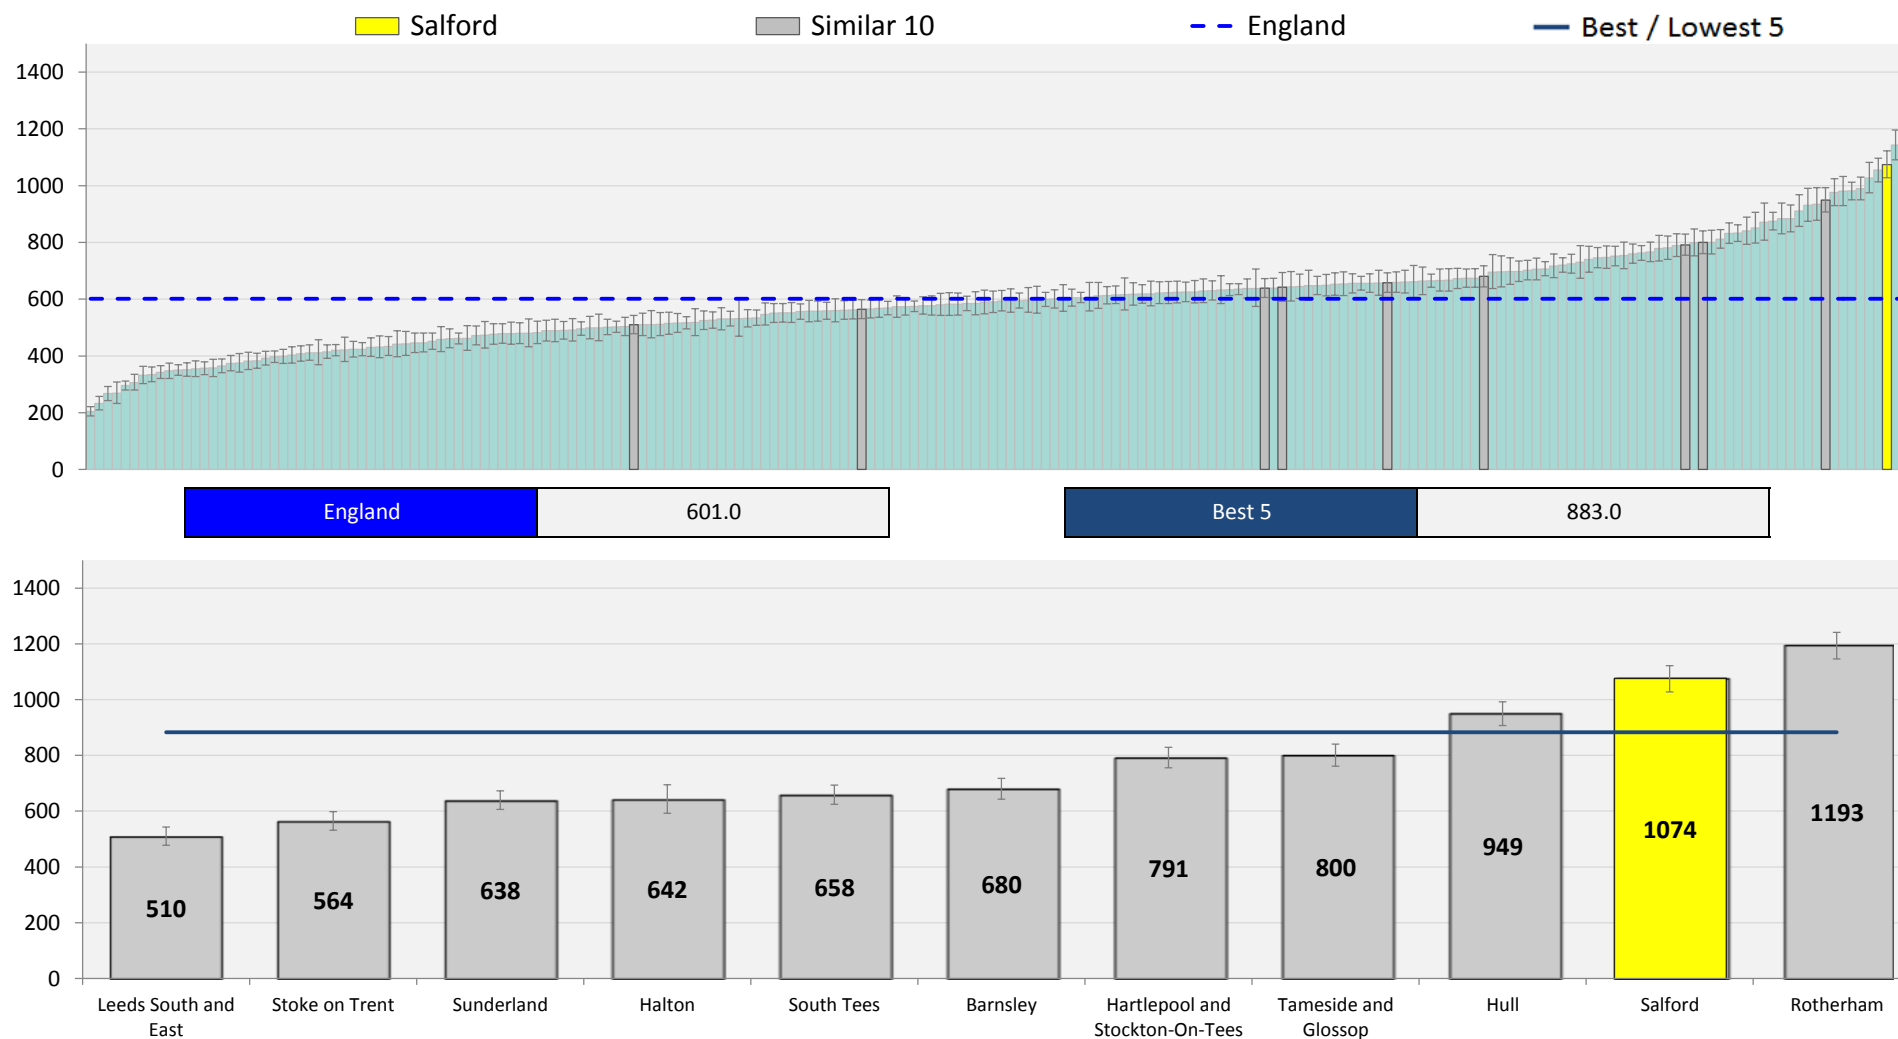 Salford
Similar 10
England
Best / Lowest 5
1400
1200
1000
800
600
400
200
0
England
601.0
Best 5
883.0
1400
1200
1000
800
600
400
200
0
510
564
638
642
658
680
791
800
949
1074
1193
Leeds South and
East
Stoke on Trent
Sunderland
Halton
South Tees
Barnsley
Hartlepool and
Stockton-On-Tees
Tameside and
Glossop
Hull
Salford
Rotherham